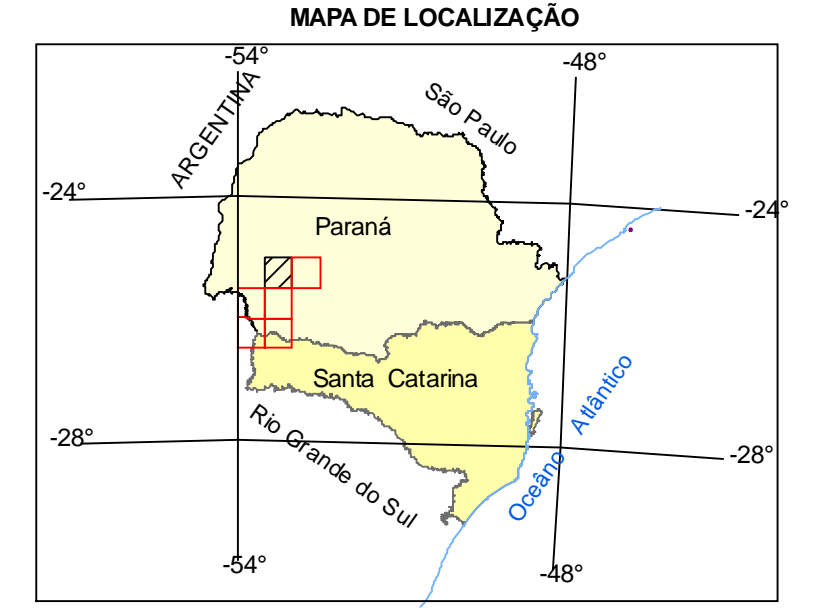 MAPA DE LOCALIZAÇÃO
-54°
-48°
ARGENTINA
São Paulo
-24°
-24°
Paraná
Santa Catarina
Atlântico
Oceâno
Rio Grande do Sul
-28°
-28°
-54°
-48°